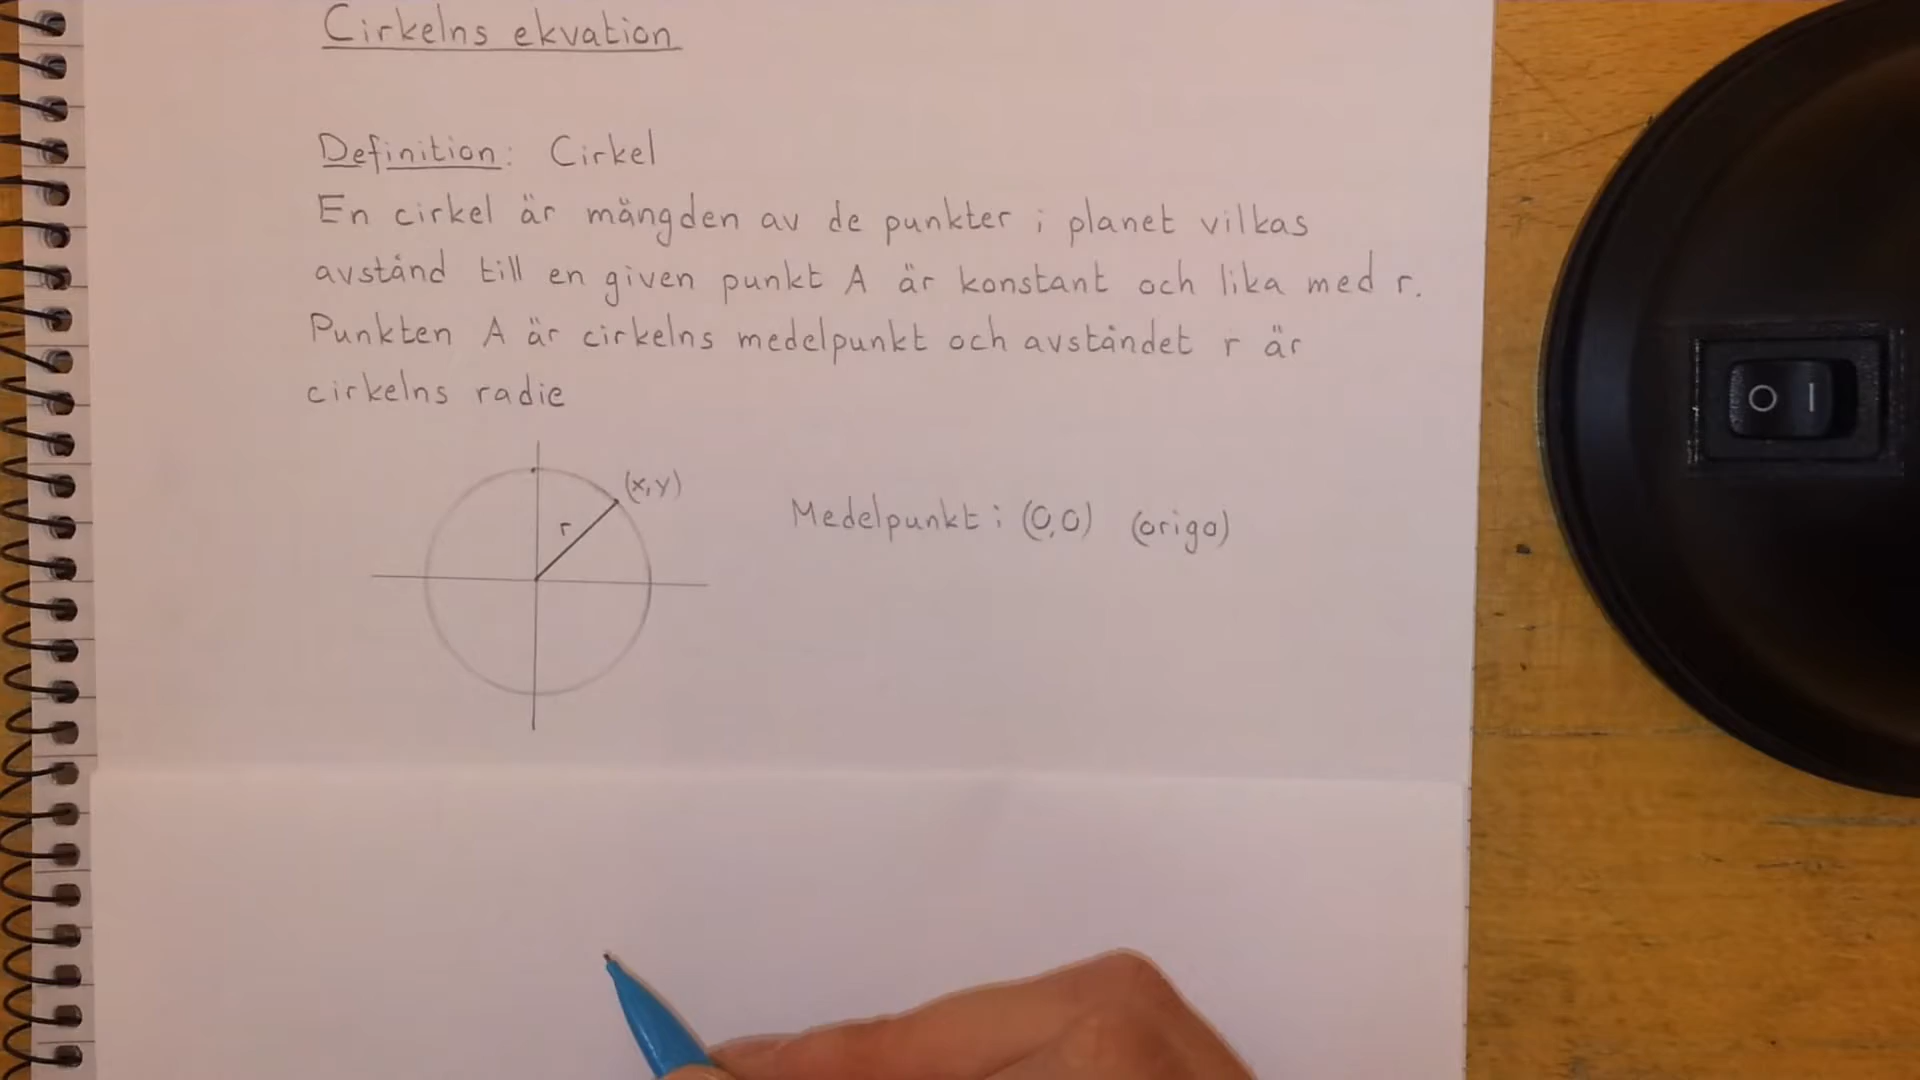 Cirkelns ekvation
Definition: Cirkel
En cirkel är mängden av de punkter i planet vilkas
avstånd till en given punkt A är konstant och lika med r.
Punkten A är cirkelns medelpunkt och avståndet r är
cirkelns radie
(x,y)
r
Medelpunkt: (0,0) (origo)
O I